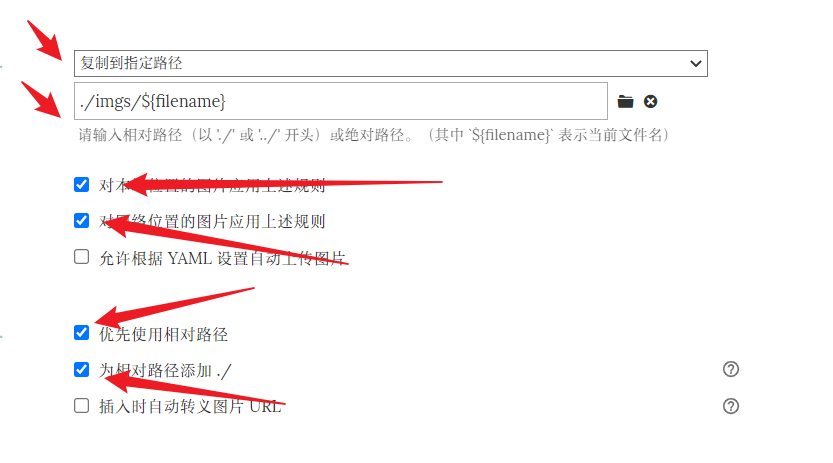 复制到指定路径
./imgs/${filename}
请输入相对路径（以 './' 或 '../' 开头）或绝对路径。（其中 `${filename}` 表示当前文件名）
对本地位置的图片应用上述规则
对网络位置的图片应用上述规则
允许根据 YAML 设置自动上传图片
优先使用相对路径
为相对路径添加 ./
插入时自动转义图片 URL